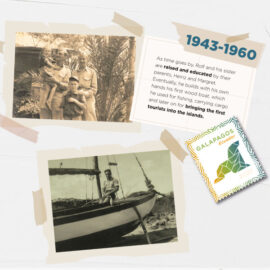 1943-1960
As time goes by Rolf and his elder
are raised and educated by their
parents, Heinz and Margret.
Eventually, he builds with his own
hands his first wood boat, which
he used for fishing, carrying cargo
and later on for bringing the first
tourists into the islands.
GALAPAGOS